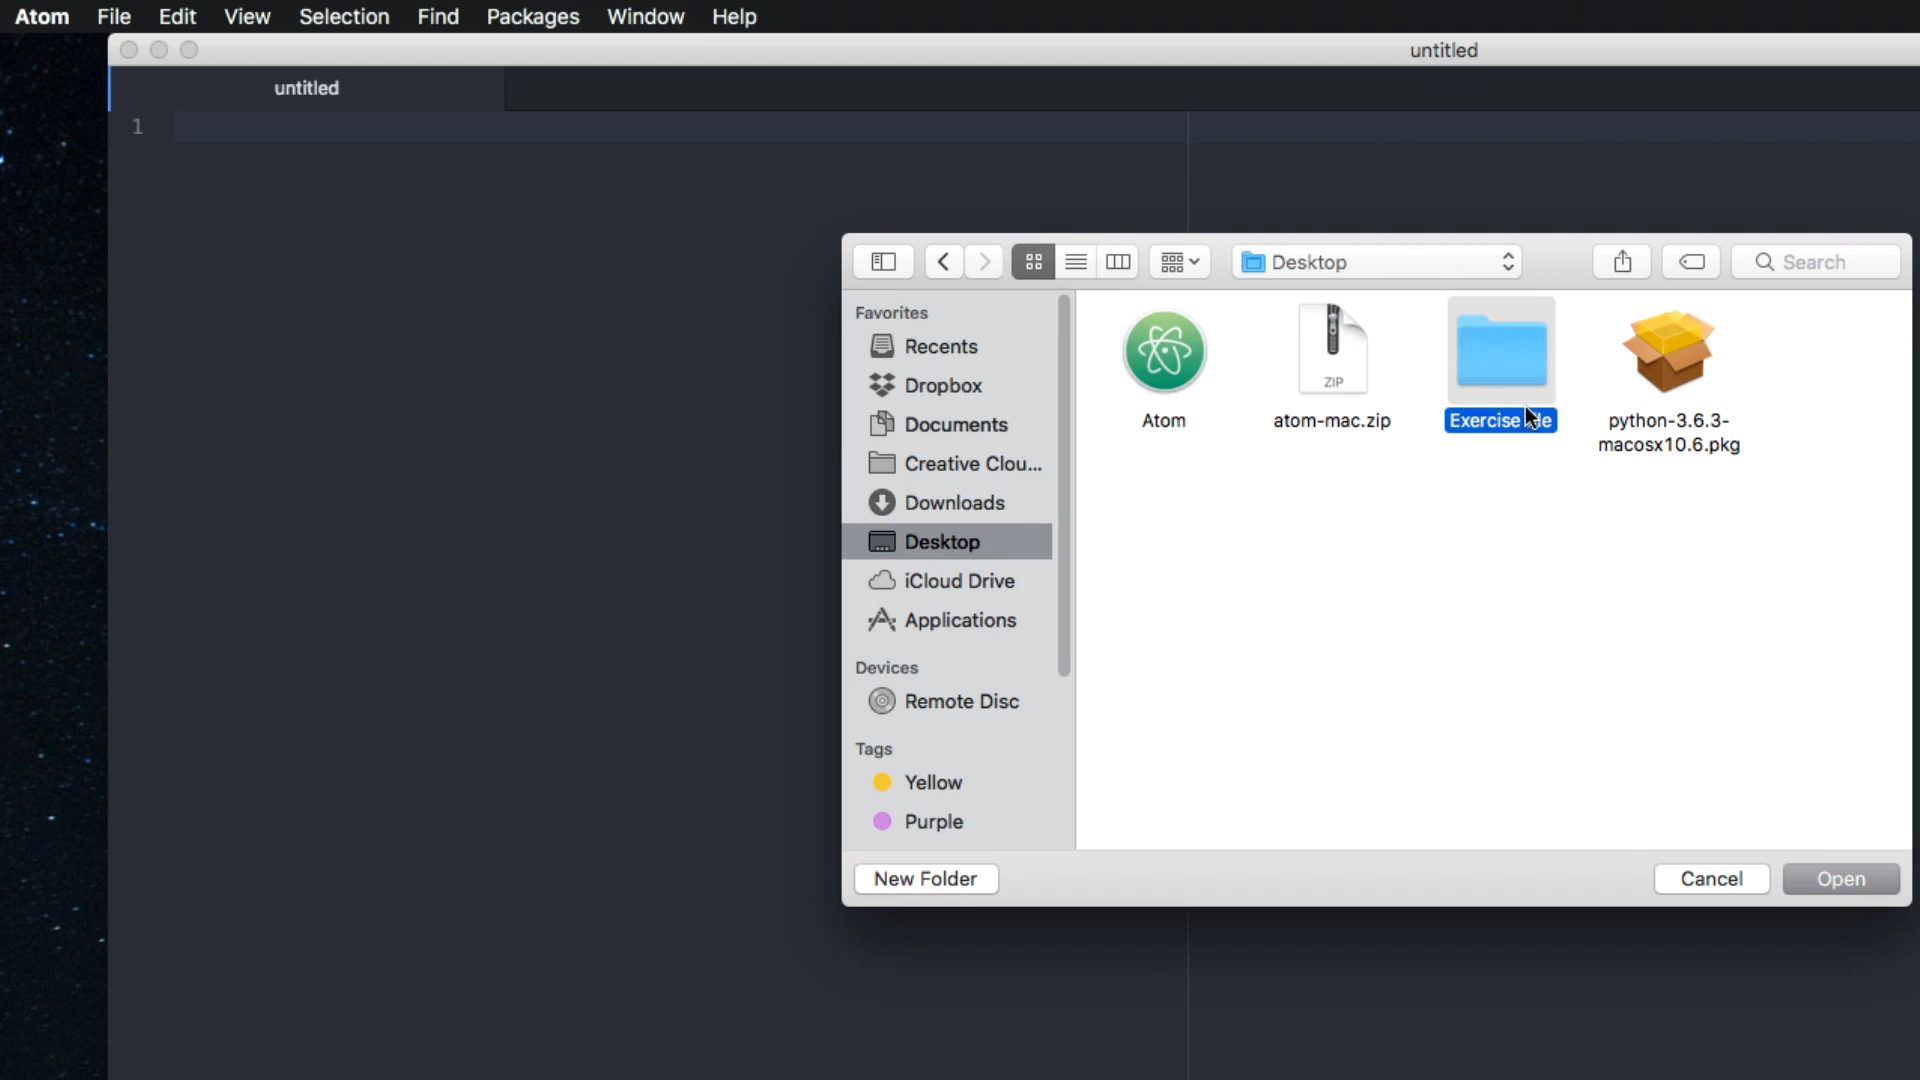 Atom File Edit View Selection Find Packages Window Help
untitled
untitled
1
Desktop
Search
Favorites
Recents
Dropbox
Documents
Creative Clou...
Downloads
Desktop
iCloud Drive
Applications
Devices
Remote Disc
Tags
Yellow
Purple
Atom
ZIP
atom-mac.zip
Exercise
python-3.6.3-
macosx10.6.pkg
New Folder
Cancel
Open